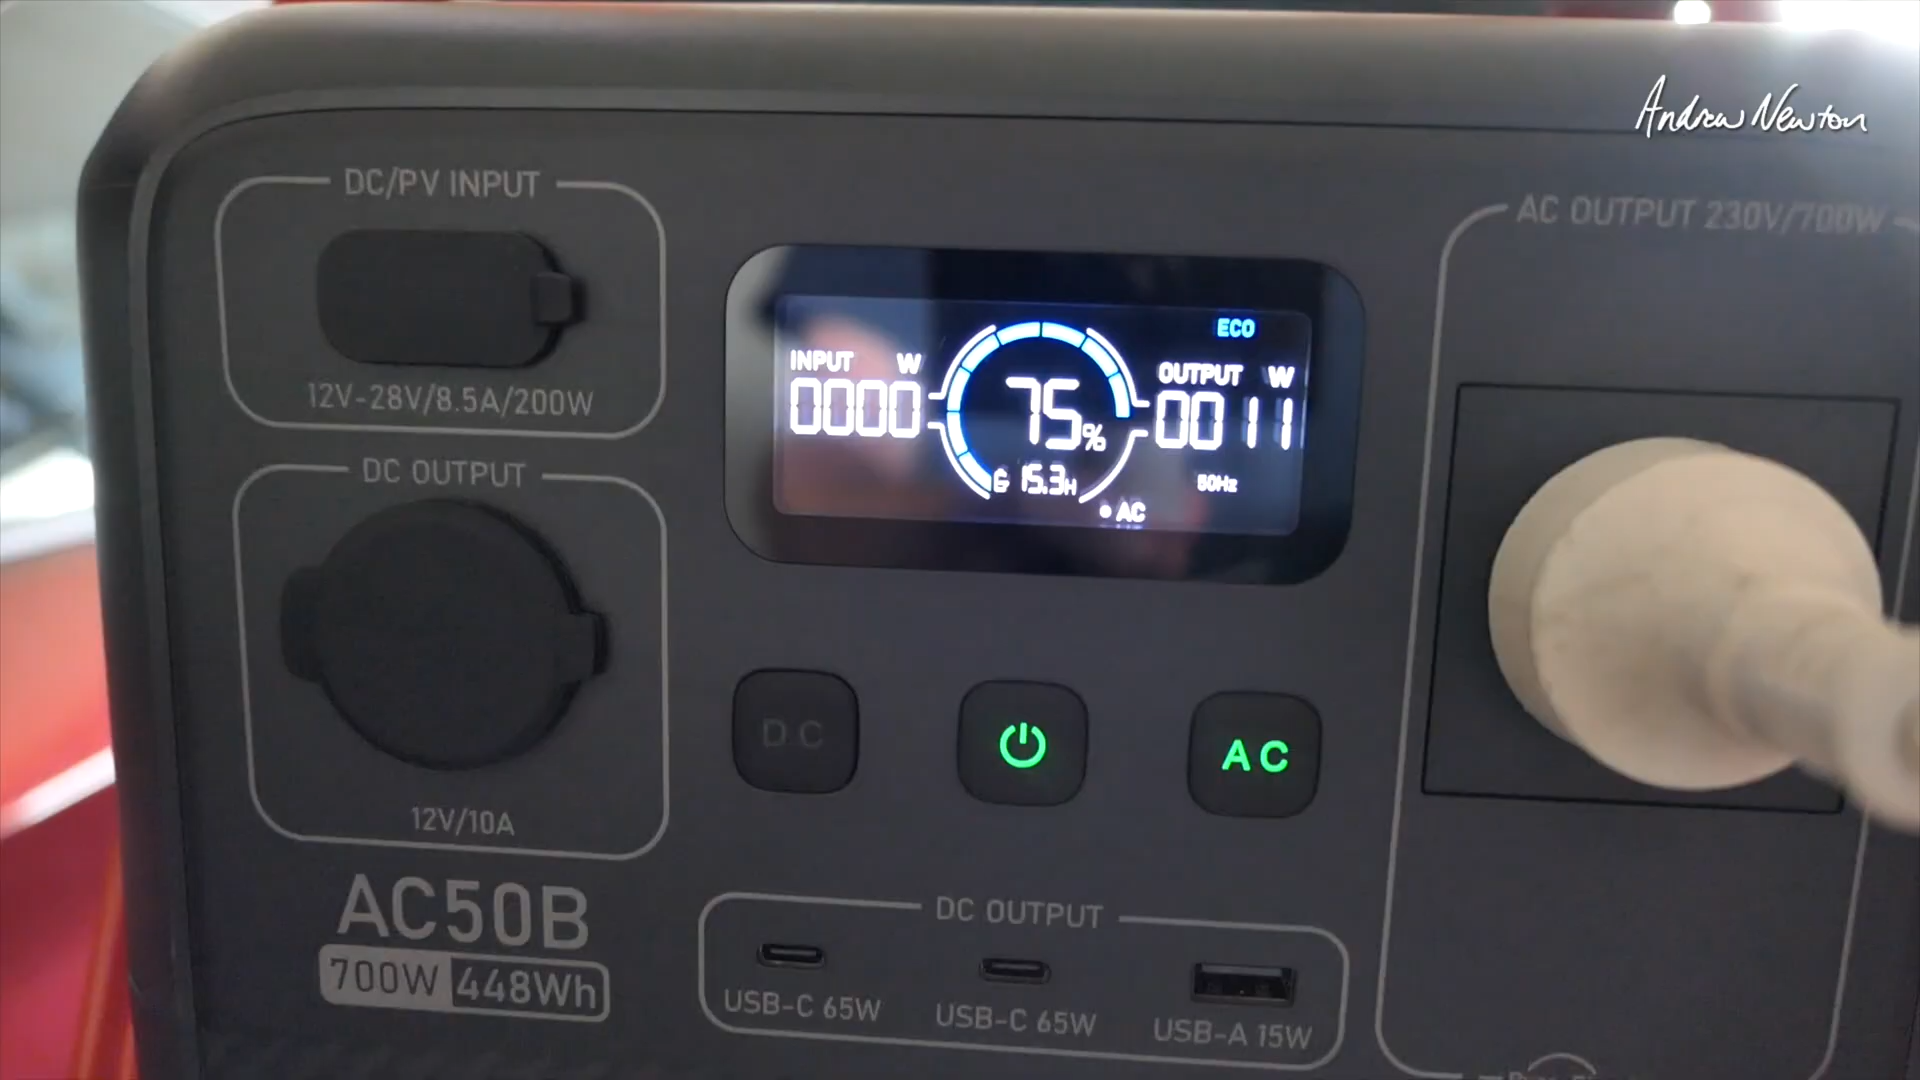 Andrew Newton
DC/PV INPUT
12V-28V/8.5A/200W
DC OUTPUT
12V/10A
AC50B
700W 448Wh
INPUT W
0000
75%
15.3H
ECO
OUTPUT W
0011
50Hz
AC
DC
AC
DC OUTPUT
USB-C 65W
USB-C 65W
USB-A 15W
AC OUTPUT 230V/700W